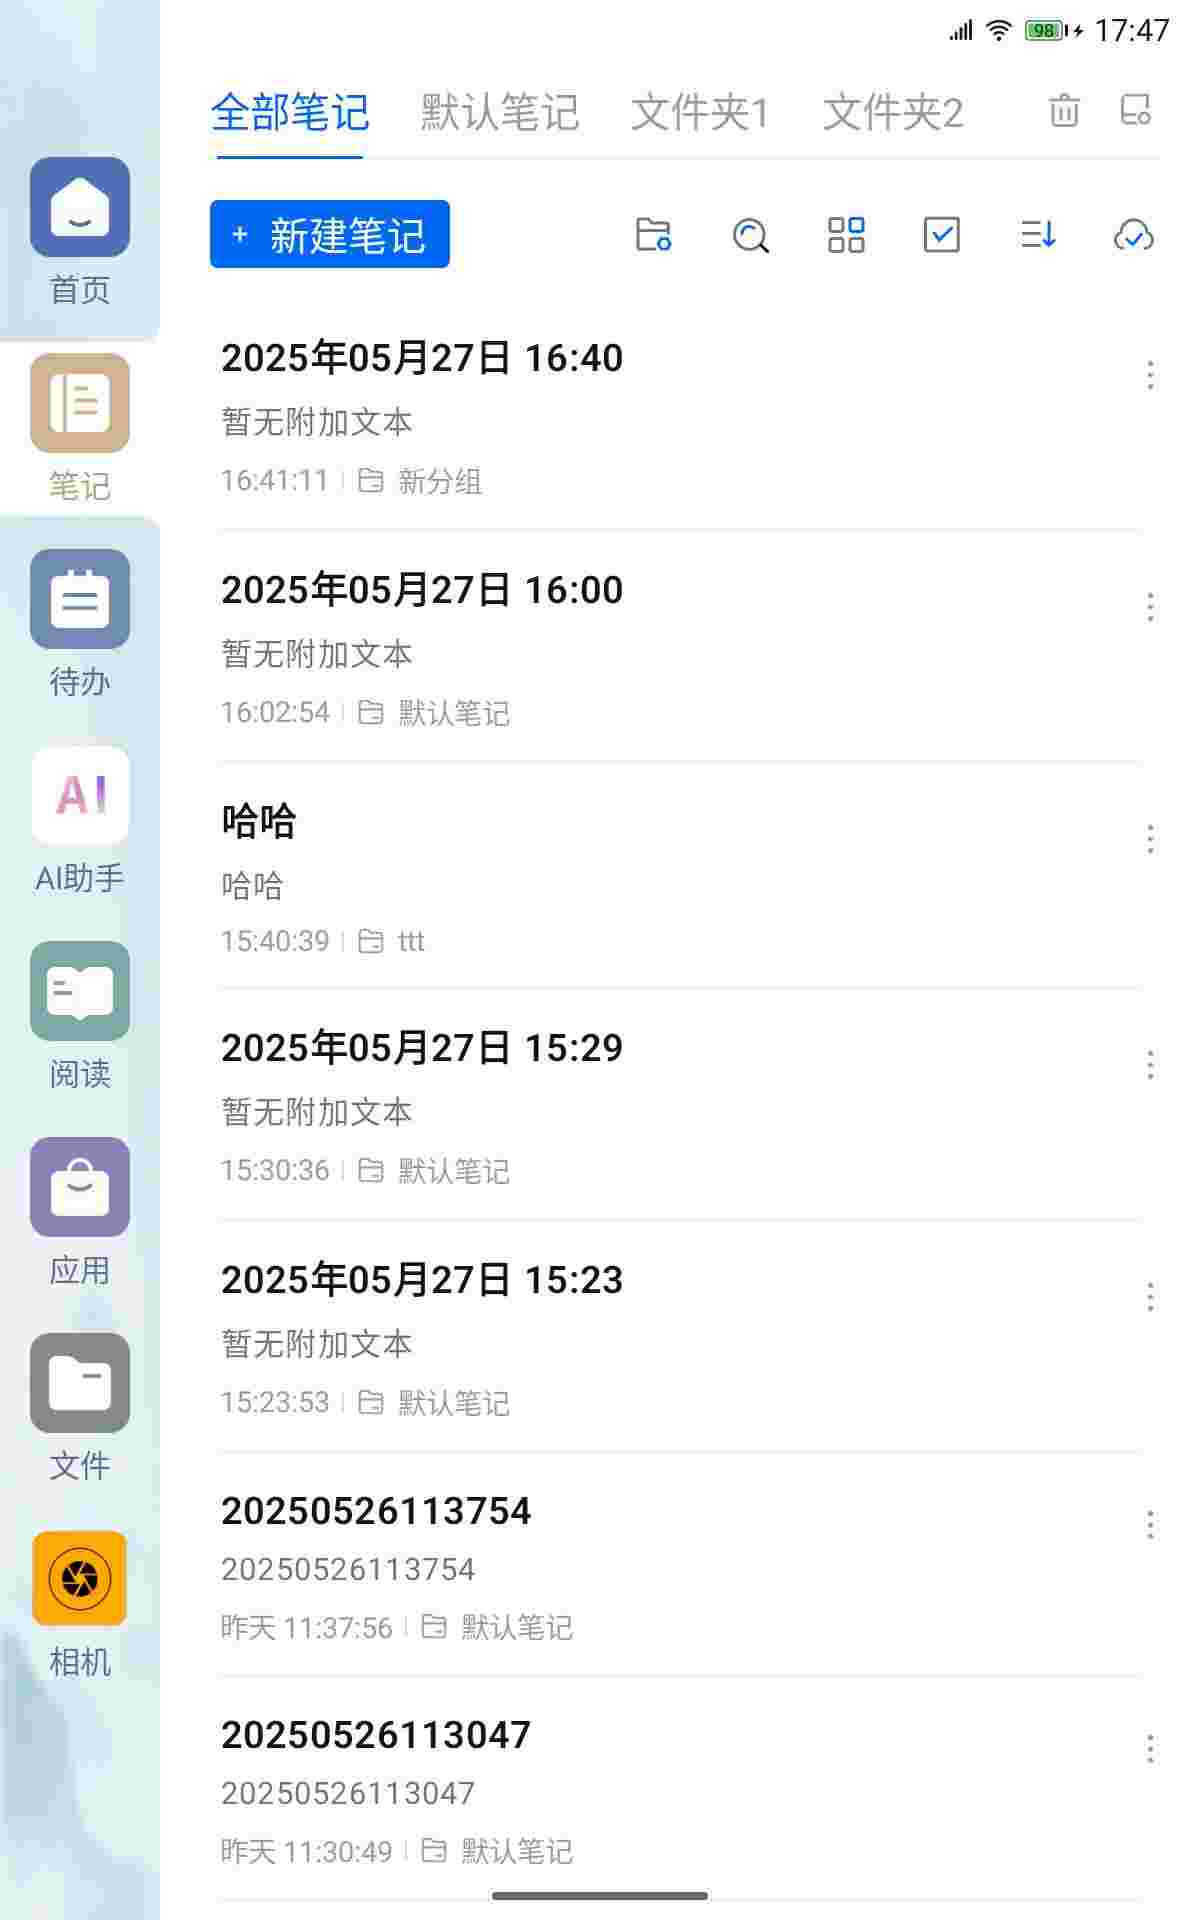 98 17:47
全部笔记 默认笔记 文件夹1 文件夹2
+ 新建笔记
首页
笔记
待办
AI
AI助手
阅读
应用
文件
相机
2025年05月27日 16:40
暂无附加文本
16:41:11 新分组
2025年05月27日 16:00
暂无附加文本
16:02:54 默认笔记
哈哈
哈哈
15:40:39 ttt
2025年05月27日 15:29
暂无附加文本
15:30:36 默认笔记
2025年05月27日 15:23
暂无附加文本
15:23:53 默认笔记
20250526113754
20250526113754
昨天 11:37:56 默认笔记
20250526113047
20250526113047
昨天 11:30:49 默认笔记